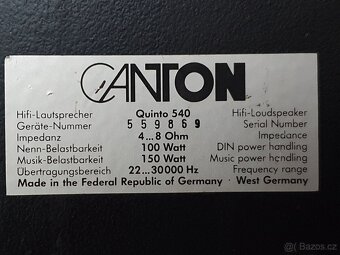 CANTON
Hifi-Lautsprecher Quinto 540 Hifi-Loudspeaker
Geräte-Nummer 559869 Serial Number
Impedanz 4...8 Ohm Impedance
Nenn-Belastbarkeit 100 Watt DIN power handling
Musik-Belastbarkeit 150 Watt Music power handling
Übertragungsbereich 22...30000 Hz Frequency range
Made in the Federal Republic of Germany · West Germany
Bazoš.cz